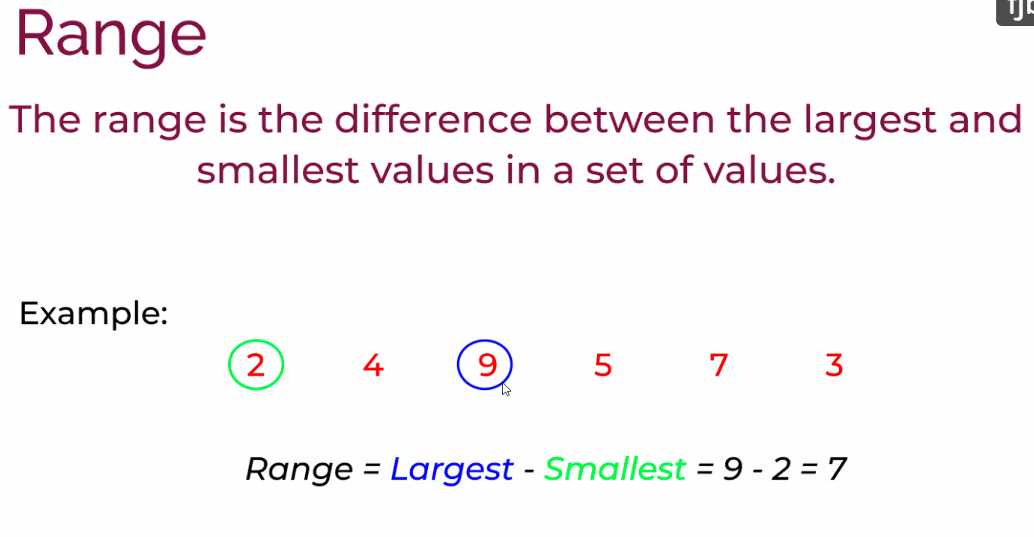 Range
The range is the difference between the largest and
smallest values in a set of values.
Example:
2 4 9 5 7 3
Range = Largest - Smallest = 9 - 2 = 7